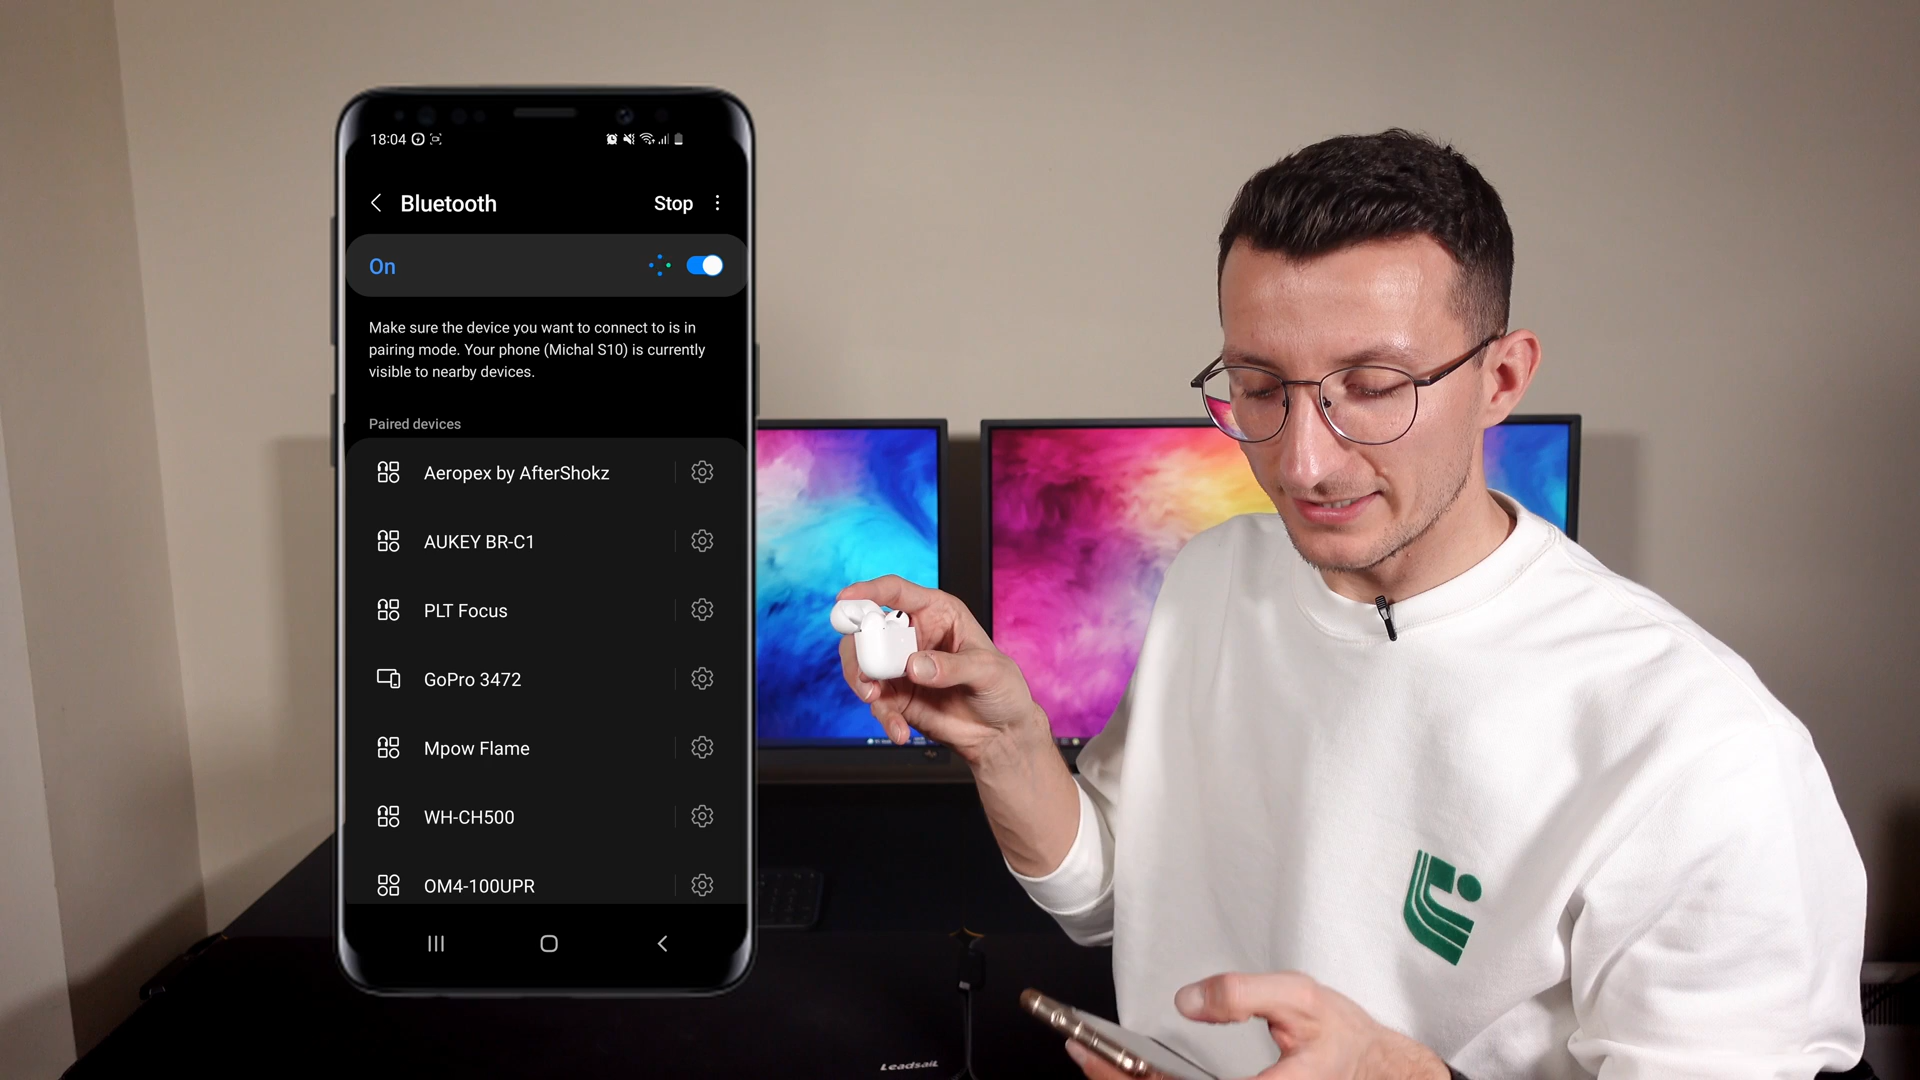 18:04
Bluetooth
Stop
On
Make sure the device you want to connect to is in
pairing mode. Your phone (Michal S10) is currently
visible to nearby devices.
Paired devices
Aeropex by AfterShokz
AUKEY BR-C1
PLT Focus
GoPro 3472
Mpow Flame
WH-CH500
OM4-100UPR
Leadsail